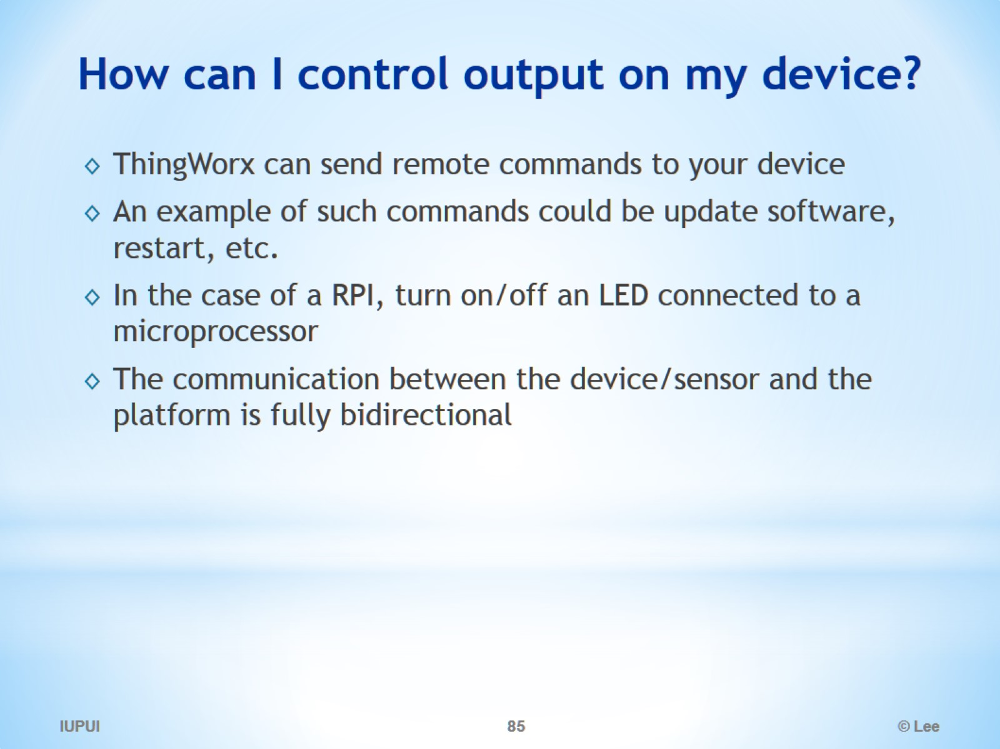 How can I control output on my device?
◇ ThingWorx can send remote commands to your device
◇ An example of such commands could be update software,
restart, etc.
◇ In the case of a RPI, turn on/off an LED connected to a
microprocessor
◇ The communication between the device/sensor and the
platform is fully bidirectional
IUPUI 85 © Lee